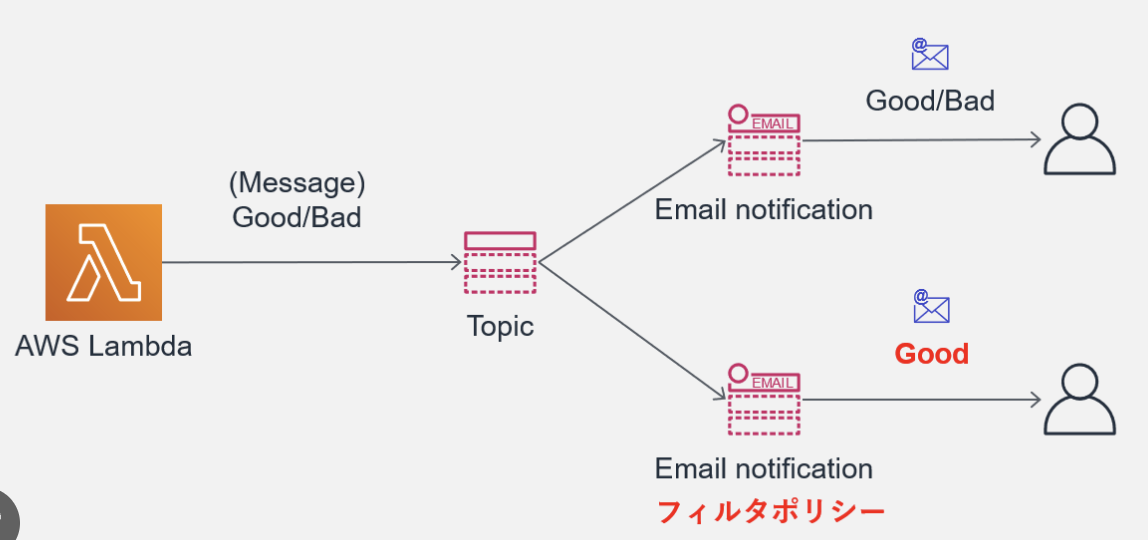 (Message)
Good/Bad
AWS Lambda
Topic
EMAIL
Email notification
@
Good/Bad
EMAIL
Email notification
フィルタポリシー
@
Good